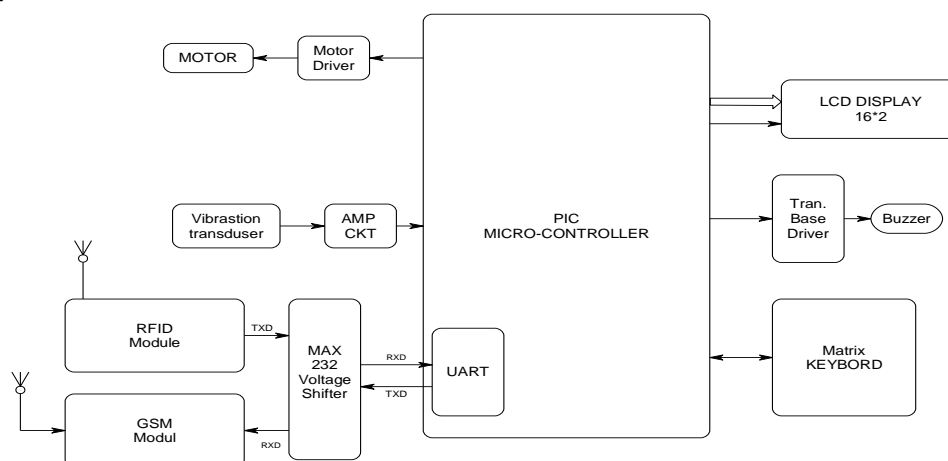 MOTOR
Motor
Driver
LCD DISPLAY
16*2
Vibrastion
transduser
AMP
CKT
PIC
MICRO-CONTROLLER
Tran.
Base
Driver
Buzzer
RFID
Module
TXD
MAX
232
Voltage
Shifter
RXD
TXD
UART
Matrix
KEYBORD
GSM
Modul
RXD